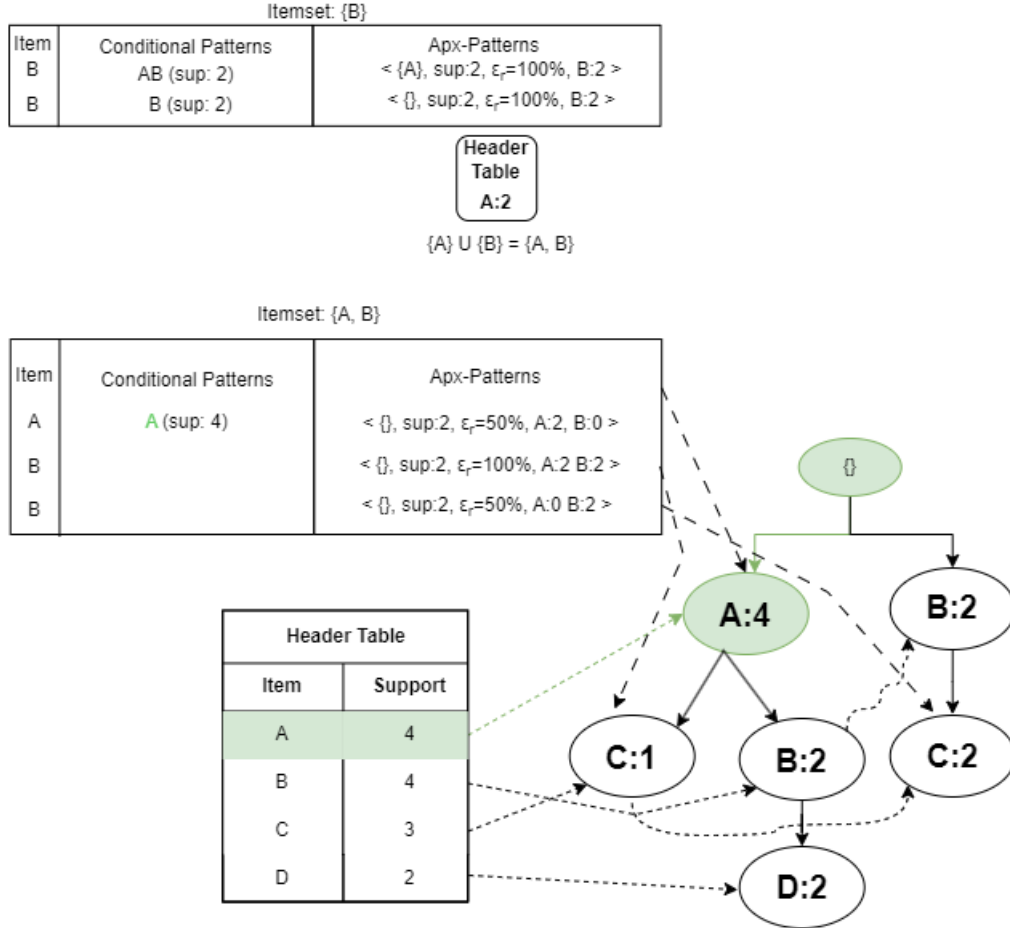 Itemset: {B}
Item Conditional Patterns Apx-Patterns
B AB (sup: 2) < {A}, sup:2, εr=100%, B:2 >
B B (sup: 2) < {}, sup:2, εr=100%, B:2 >
Header
Table
A:2
{A} U {B} = {A, B}
Itemset: {A, B}
Item Conditional Patterns Apx-Patterns
A A (sup: 4) < {}, sup:2, εr=50%, A:2, B:0 >
B < {}, sup:2, εr=100%, A:2 B:2 >
B < {}, sup:2, εr=50%, A:0 B:2 >
{}
A:4
B:2
C:1
B:2
C:2
D:2
Header Table
Item Support
A 4
B 4
C 3
D 2